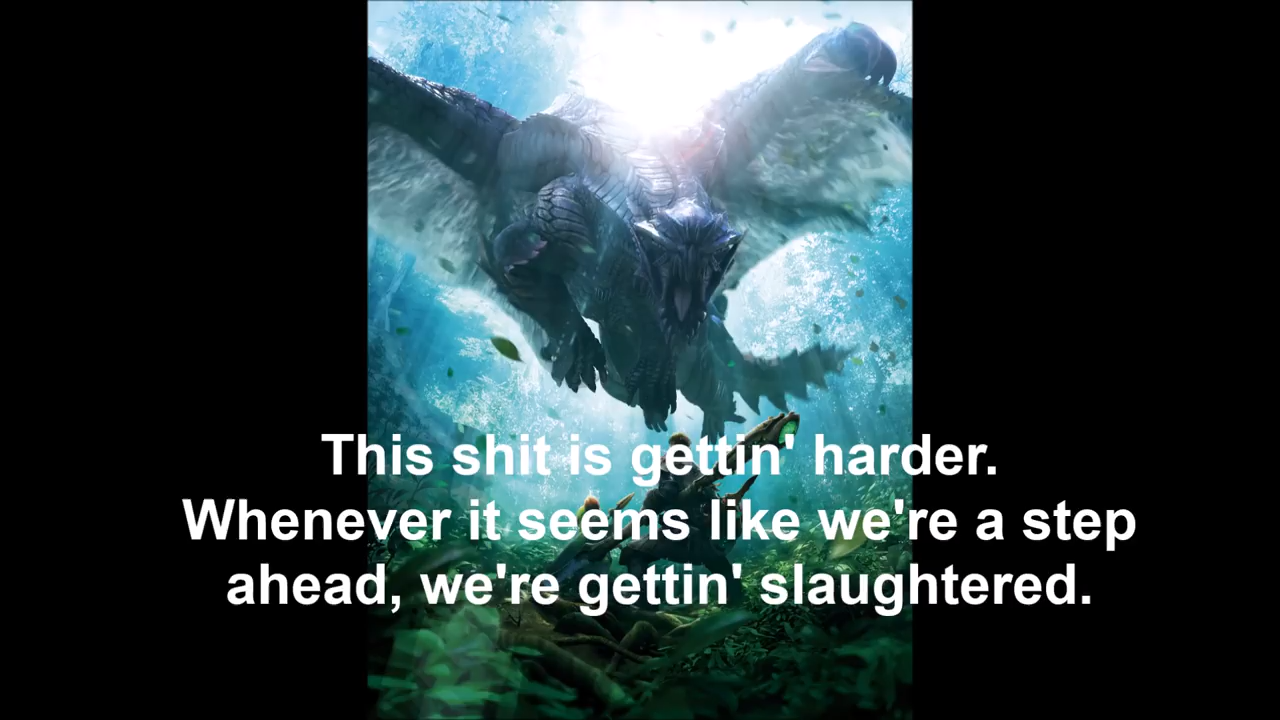 This shit is gettin' harder.
Whenever it seems like we're a step
ahead, we're gettin' slaughtered.